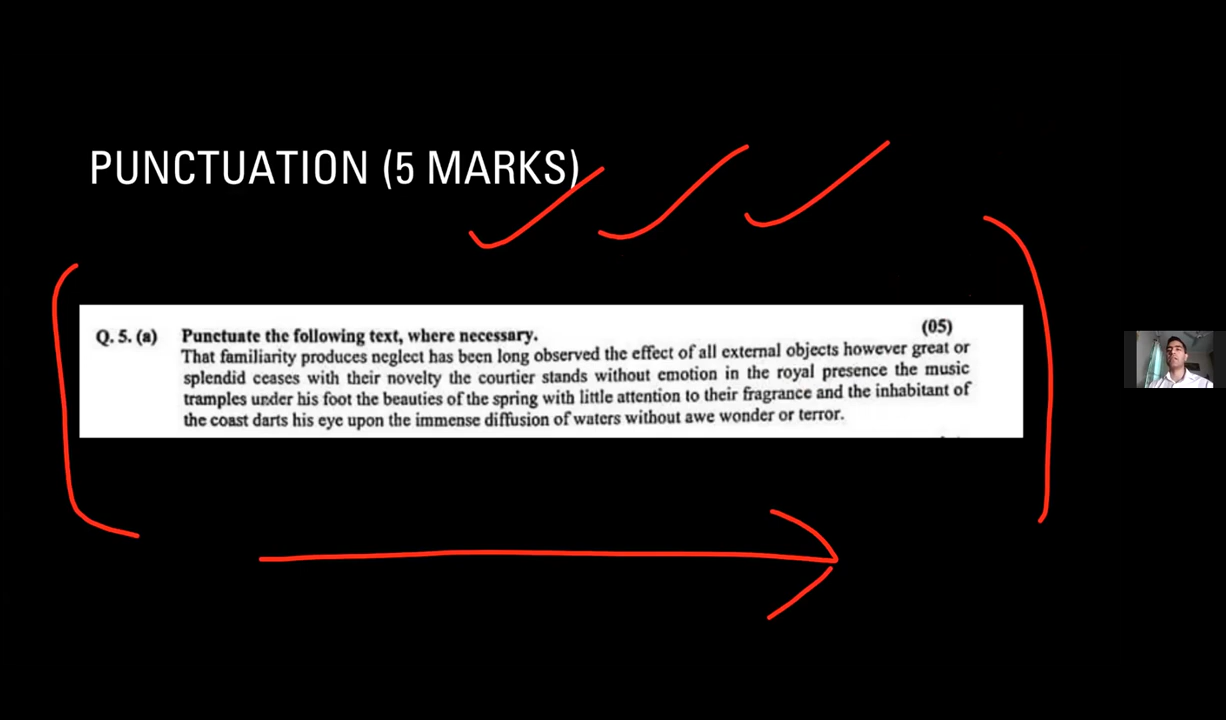 PUNCTUATION (5 MARKS)
Q. 5. (a) Punctuate the following text, where necessary. (05)
That familiarity produces neglect has been long observed the effect of all external objects however great or
splendid ceases with their novelty the courtier stands without emotion in the royal presence the music
tramples under his foot the beauties of the spring with little attention to their fragrance and the inhabitant of
the coast darts his eye upon the immense diffusion of waters without awe wonder or terror.